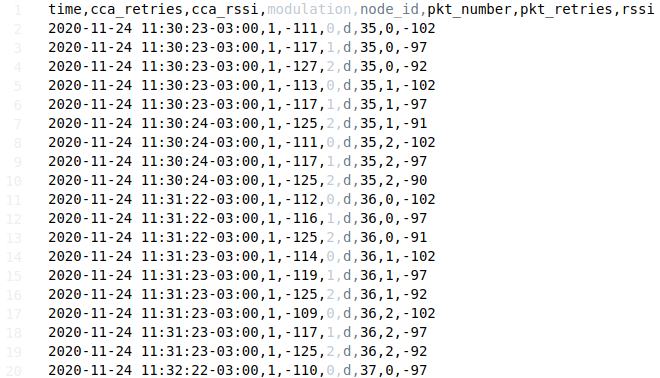 1 time,cca_retries,cca_rssi,modulation,node_id,pkt_number,pkt_retries,rssi
2 2020-11-24 11:30:23-03:00,1,-111,0,d,35,0,-102
3 2020-11-24 11:30:23-03:00,1,-117,1,d,35,0,-97
4 2020-11-24 11:30:23-03:00,1,-127,2,d,35,0,-92
5 2020-11-24 11:30:23-03:00,1,-113,0,d,35,1,-102
6 2020-11-24 11:30:23-03:00,1,-117,1,d,35,1,-97
7 2020-11-24 11:30:24-03:00,1,-125,2,d,35,1,-91
8 2020-11-24 11:30:24-03:00,1,-111,0,d,35,2,-102
9 2020-11-24 11:30:24-03:00,1,-117,1,d,35,2,-97
10 2020-11-24 11:30:24-03:00,1,-125,2,d,35,2,-90
11 2020-11-24 11:31:22-03:00,1,-112,0,d,36,0,-102
12 2020-11-24 11:31:22-03:00,1,-116,1,d,36,0,-97
13 2020-11-24 11:31:22-03:00,1,-125,2,d,36,0,-91
14 2020-11-24 11:31:23-03:00,1,-114,0,d,36,1,-102
15 2020-11-24 11:31:23-03:00,1,-119,1,d,36,1,-97
16 2020-11-24 11:31:23-03:00,1,-125,2,d,36,1,-92
17 2020-11-24 11:31:23-03:00,1,-109,0,d,36,2,-102
18 2020-11-24 11:31:23-03:00,1,-117,1,d,36,2,-97
19 2020-11-24 11:31:23-03:00,1,-125,2,d,36,2,-92
20 2020-11-24 11:32:22-03:00,1,-110,0,d,37,0,-97